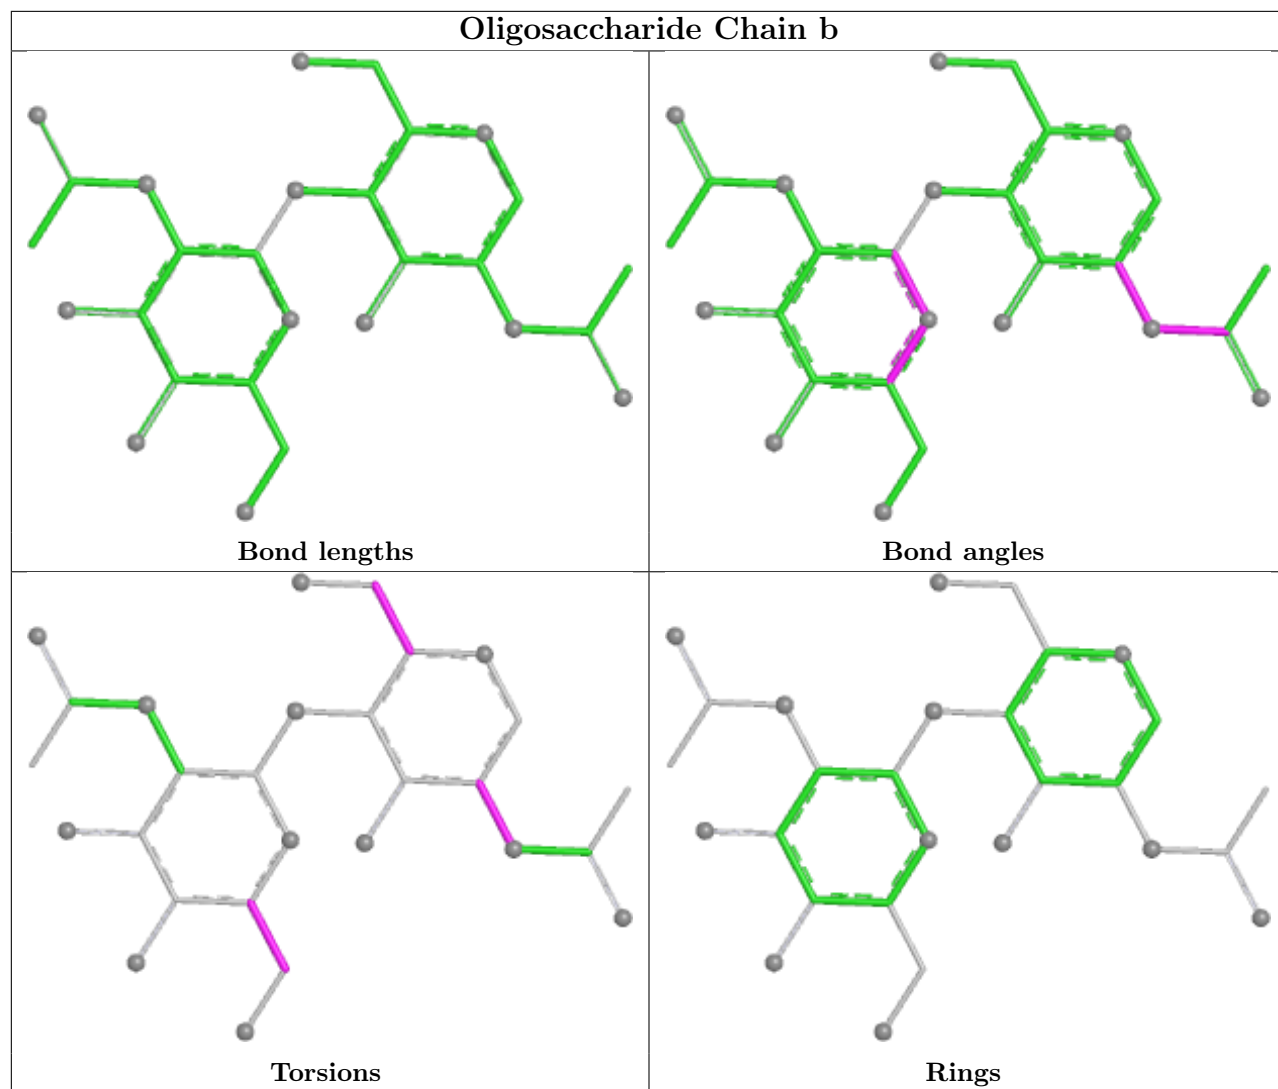 Oligosaccharide Chain b
Bond lengths
Bond angles
Torsions
Rings